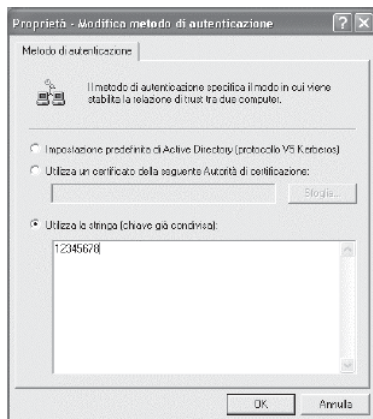 Proprietà - Modifica metodo di autenticazione
Metodo di autenticazione
Il metodo di autenticazione specifica il modo in cui viene
stabilita la relazione di trust tra due computer.
Impostazione predefinita di Active Directory (protocollo V5 Kerberos)
Utilizza un certificato della seguente Autorità di certificazione:
Sfoglia...
Utilizza la stringa (chiave già condivisa):
12345678
OK Annulla